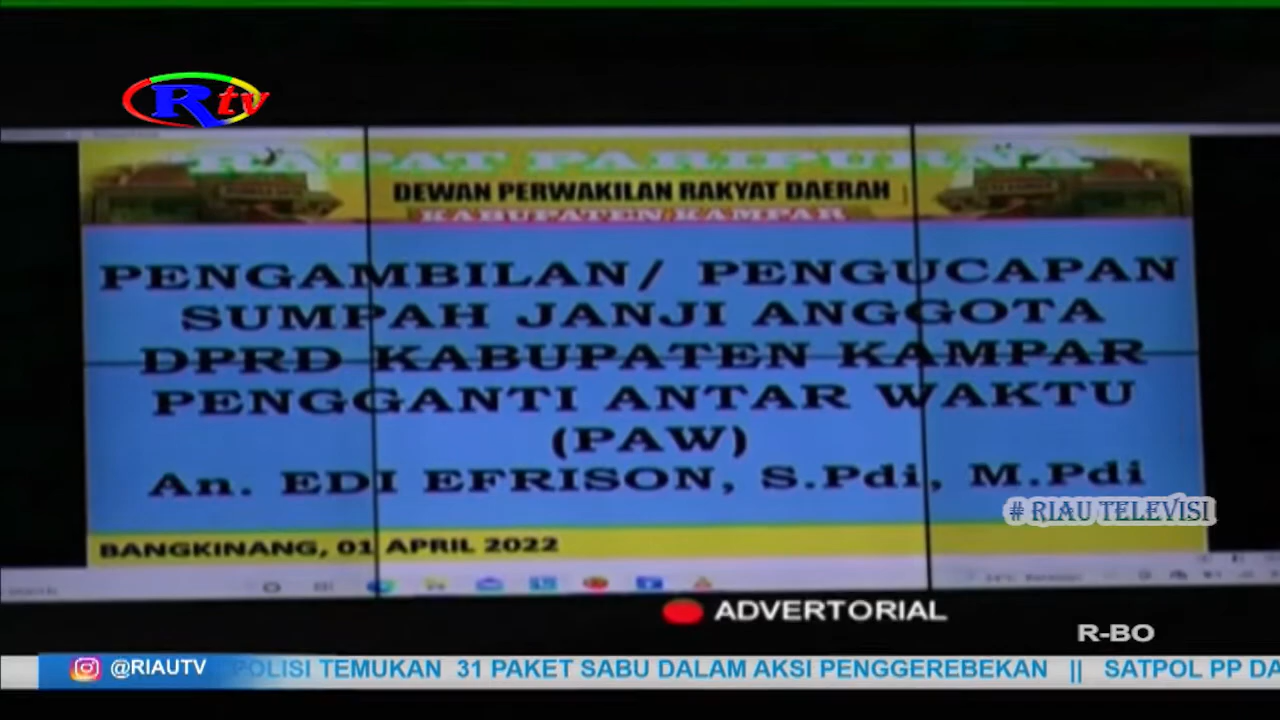 Rtv
RAPAT PARIPURNA
DEWAN PERWAKILAN RAKYAT DAERAH
KABUPATEN KAMPAR
PENGAMBILAN/ PENGUCAPAN
SUMPAH JANJI ANGGOTA
DPRD KABUPATEN KAMPAR
PENGGANTI ANTAR WAKTU
(PAW)
An. EDI EFRISON, S.Pdi, M.Pdi
# RIAU TELEVISI
BANGKINANG, 01 APRIL 2022
ADVERTORIAL
R-BO
@RIAUTV POLISI TEMUKAN 31 PAKET SABU DALAM AKSI PENGGEREBEKAN || SATPOL PP DA